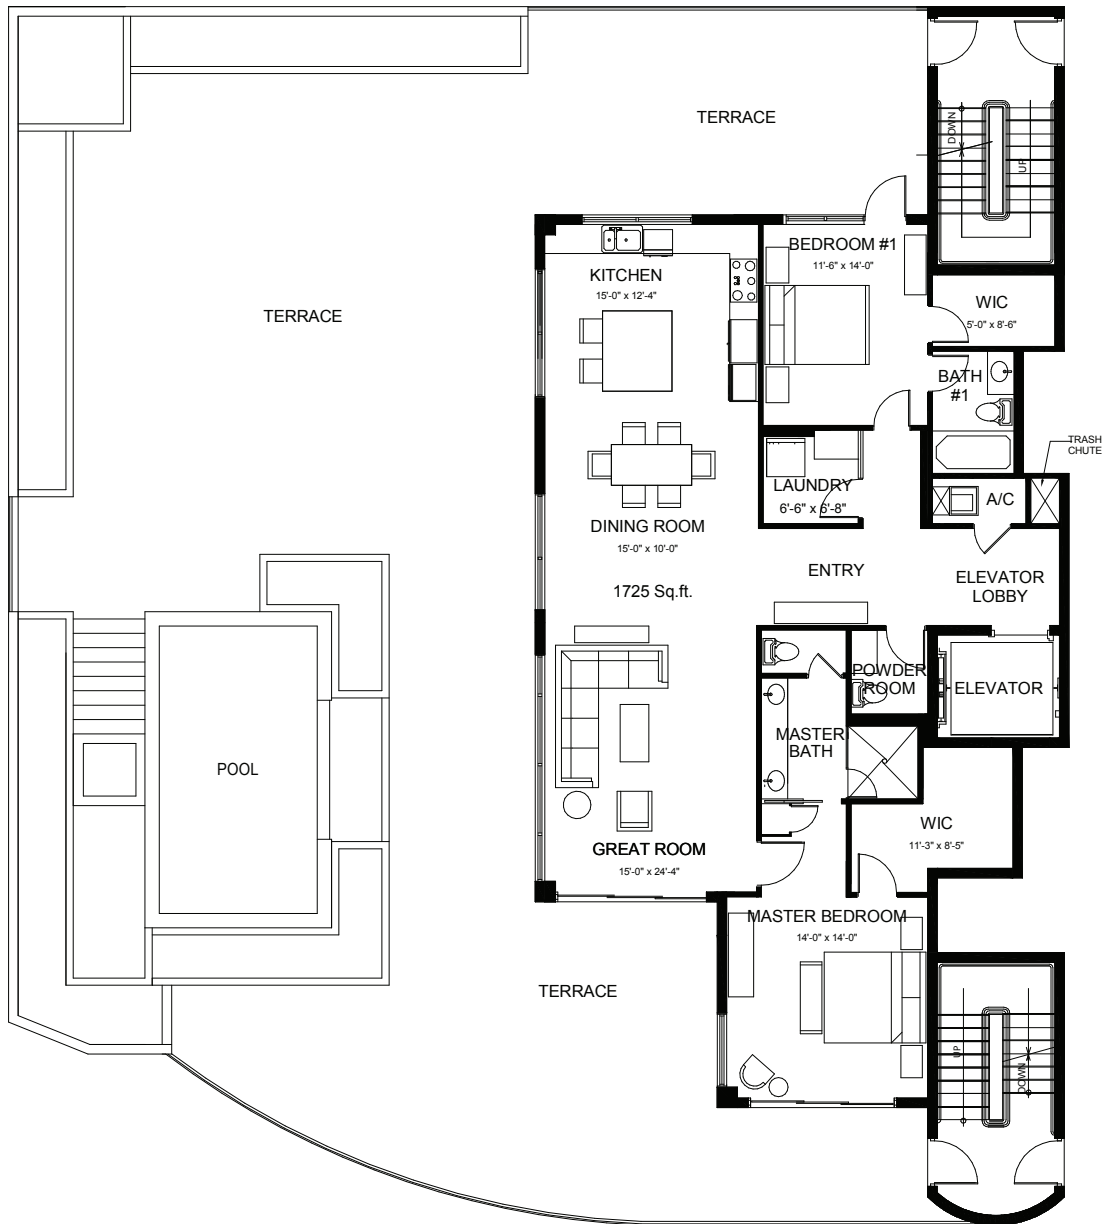 TERRACE
DOWN
UP
BEDROOM #1
11'-6" x 14'-0"
KITCHEN
15'-0" x 12'-4"
WIC
5'-0" x 8'-6"
TERRACE
BATH
#1
TRASH
CHUTE
LAUNDRY
6'-6" x 6'-8"
A/C
DINING ROOM
15'-0" x 10'-0"
1725 Sq.ft.
ENTRY
ELEVATOR
LOBBY
POWDER
ROOM
ELEVATOR
MASTER
BATH
POOL
WIC
11'-3" x 8'-5"
GREAT ROOM
15'-0" x 24'-4"
MASTER BEDROOM
14'-0" x 14'-0"
TERRACE
UP
DOWN